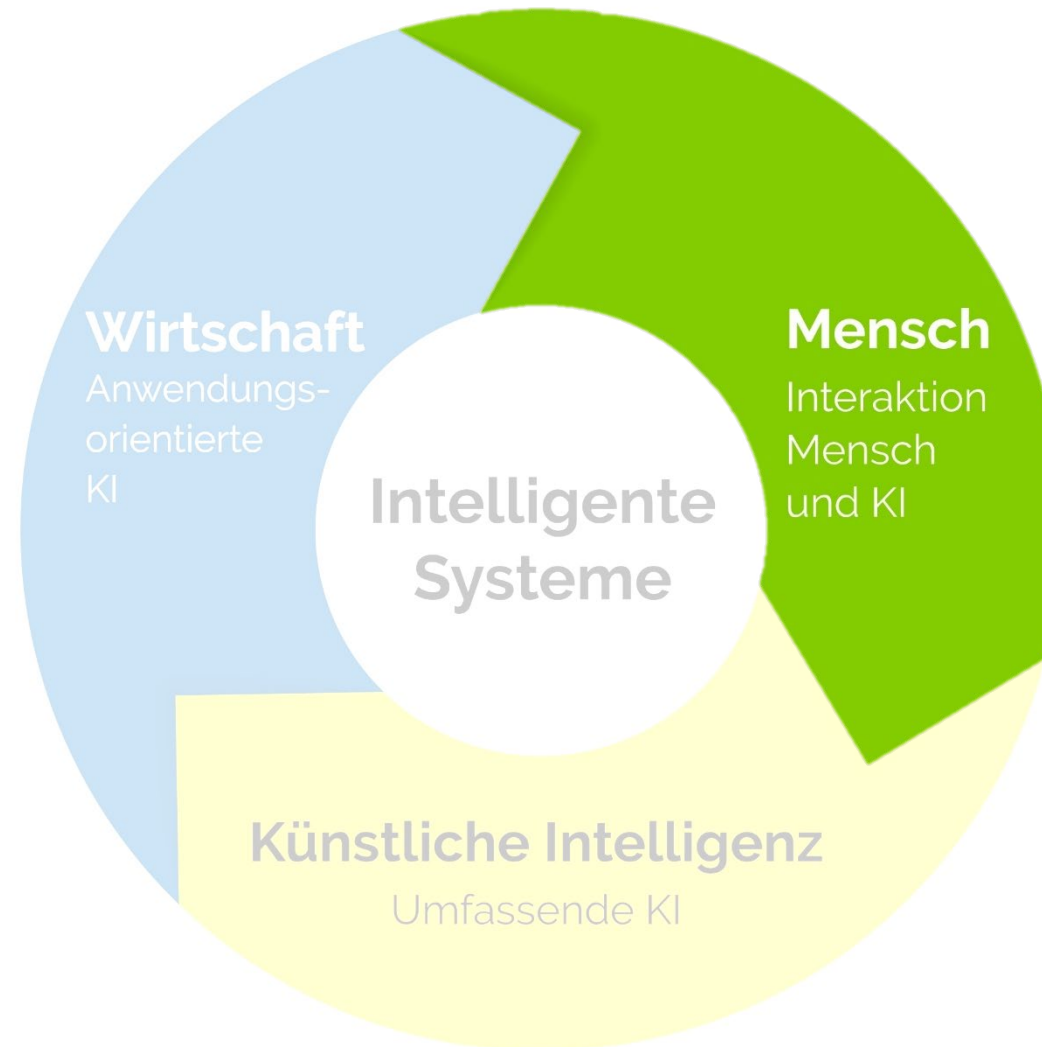 Wirtschaft
Anwendungs-
orientierte
KI
Mensch
Interaktion
Mensch
und KI
Intelligente
Systeme
Künstliche Intelligenz
Umfassende KI